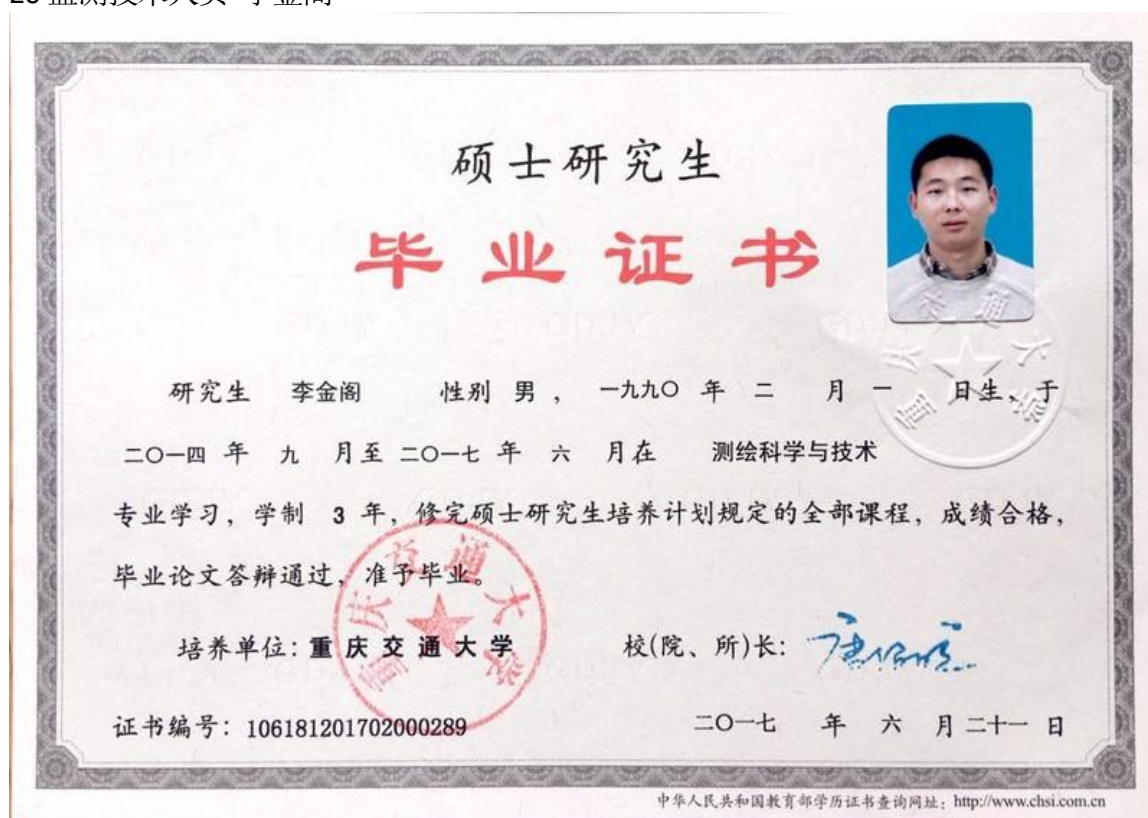 硕士研究生
毕业证书
研究生 李金阁 性别 男 ， 一九九〇 年 二 月 一 日生、于
二〇一四 年 九 月至 二〇一七 年 六 月在 测绘科学与技术
专业学习，学制 3 年，修完硕士研究生培养计划规定的全部课程，成绩合格，
毕业论文答辩通过，准予毕业。
重庆交通大学
培养单位：重庆交通大学 校(院、所)长：
证书编号：106181201702000289 二〇一七 年 六 月 二十一 日
中华人民共和国教育部学历证书查询网址：http://www.chsi.com.cn